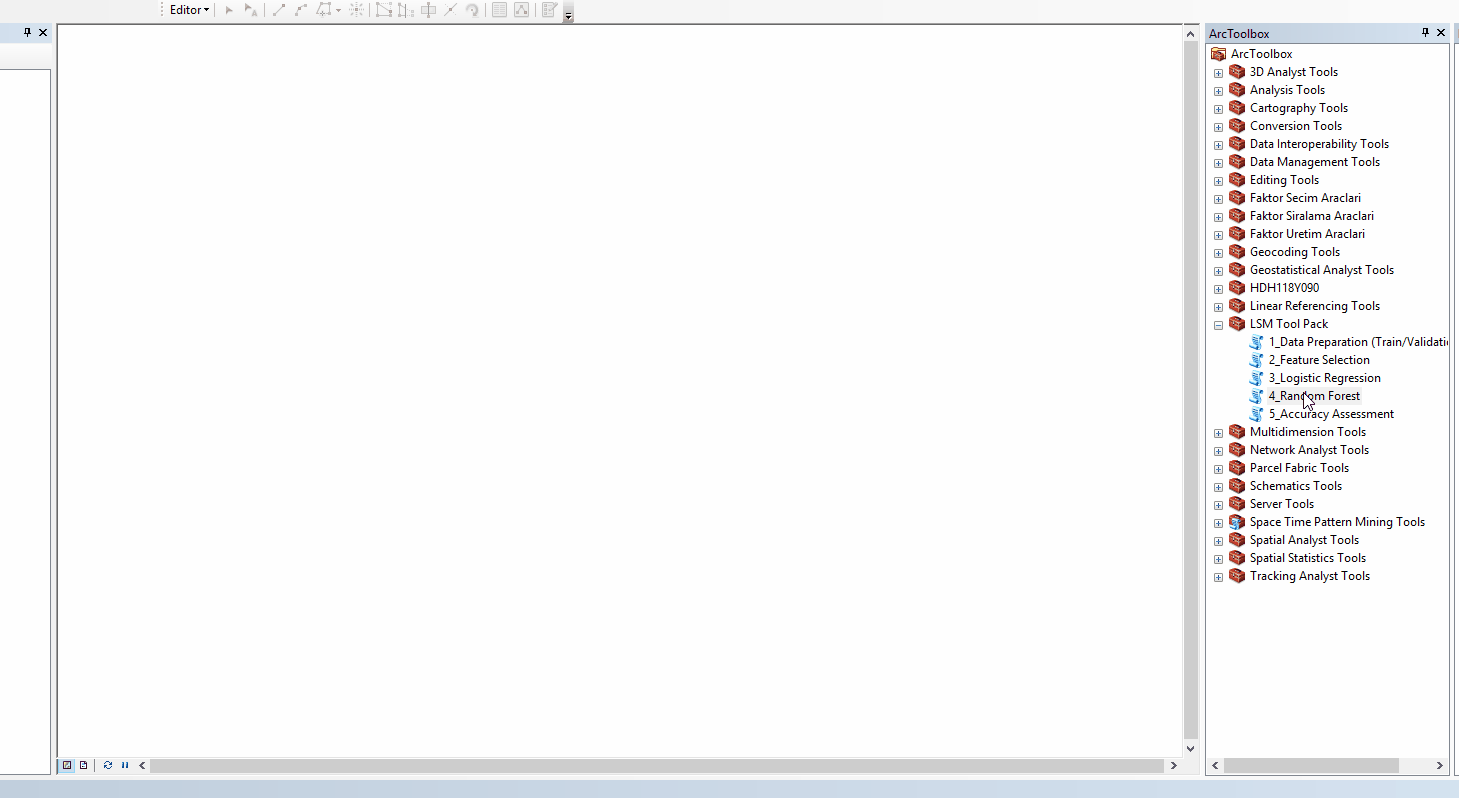 Editor
ArcToolbox
ArcToolbox
3D Analyst Tools
Analysis Tools
Cartography Tools
Conversion Tools
Data Interoperability Tools
Data Management Tools
Editing Tools
Faktor Secim Araclari
Faktor Siralama Araclari
Faktor Uretim Araclari
Geocoding Tools
Geostatistical Analyst Tools
HDH118Y090
Linear Referencing Tools
LSM Tool Pack
1_Data Preparation (Train/Validati
2_Feature Selection
3_Logistic Regression
4_Random Forest
5_Accuracy Assessment
Multidimension Tools
Network Analyst Tools
Parcel Fabric Tools
Schematics Tools
Server Tools
Space Time Pattern Mining Tools
Spatial Analyst Tools
Spatial Statistics Tools
Tracking Analyst Tools